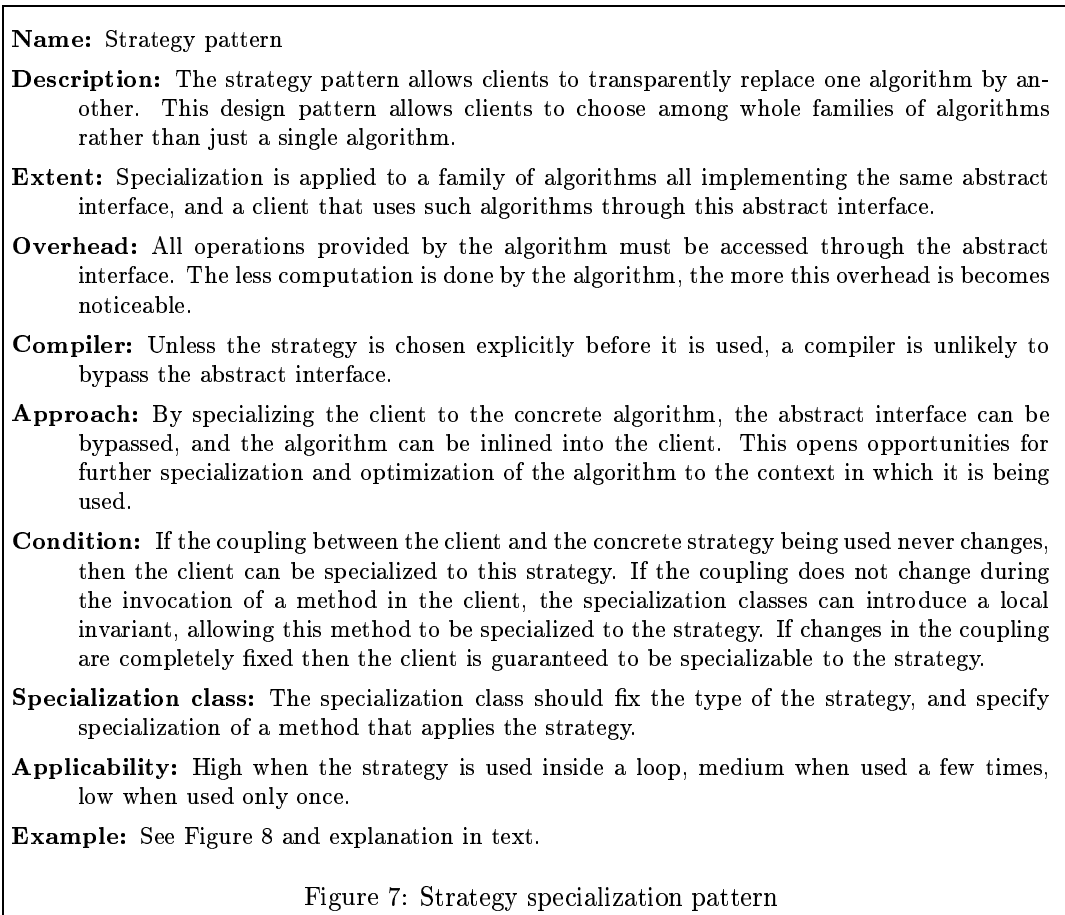 Name: Strategy pattern
Description: The strategy pattern allows clients to transparently replace one algorithm by an-
other. This design pattern allows clients to choose among whole families of algorithms
rather than just a single algorithm.
Extent: Specialization is applied to a family of algorithms all implementing the same abstract
interface, and a client that uses such algorithms through this abstract interface.
Overhead: All operations provided by the algorithm must be accessed through the abstract
interface. The less computation is done by the algorithm, the more this overhead is becomes
noticeable.
Compiler: Unless the strategy is chosen explicitly before it is used, a compiler is unlikely to
bypass the abstract interface.
Approach: By specializing the client to the concrete algorithm, the abstract interface can be
bypassed, and the algorithm can be inlined into the client. This opens opportunities for
further specialization and optimization of the algorithm to the context in which it is being
used.
Condition: If the coupling between the client and the concrete strategy being used never changes,
then the client can be specialized to this strategy. If the coupling does not change during
the invocation of a method in the client, the specialization classes can introduce a local
invariant, allowing this method to be specialized to the strategy. If changes in the coupling
are completely fixed then the client is guaranteed to be specializable to the strategy.
Specialization class: The specialization class should fix the type of the strategy, and specify
specialization of a method that applies the strategy.
Applicability: High when the strategy is used inside a loop, medium when used a few times,
low when used only once.
Example: See Figure 8 and explanation in text.
Figure 7: Strategy specialization pattern